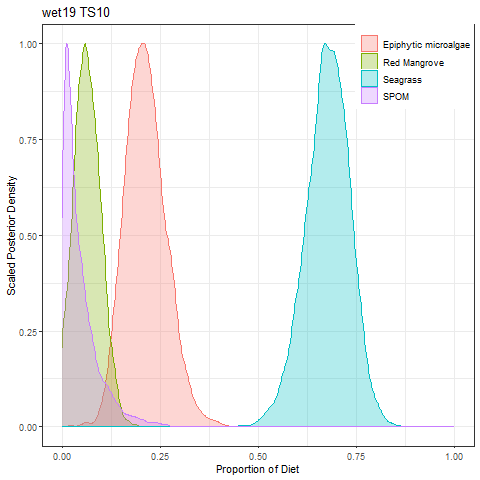 wet19 TS10
Scaled Posterior Density
1.00
0.75
0.50
0.25
0.00
0.00 0.25 0.50 0.75 1.00
Proportion of Diet
Epiphytic microalgae
Red Mangrove
Seagrass
SPOM